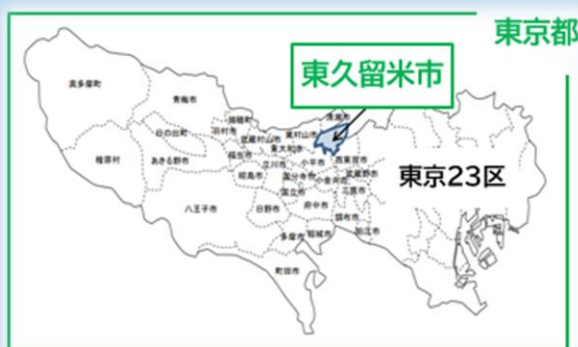 東京都
東久留米市
奥多摩町
青梅市
瑞穂町
清瀬市
日の出町
羽村市
武蔵村山市
東村山市
東大和市
檜原村
あきる野市
福生市
立川市
小平市
西東京市
昭島市
国分寺市
小金井市
武蔵野市
東京23区
国立市
三鷹市
八王子市
日野市
府中市
調布市
多摩市
稲城市
狛江市
町田市